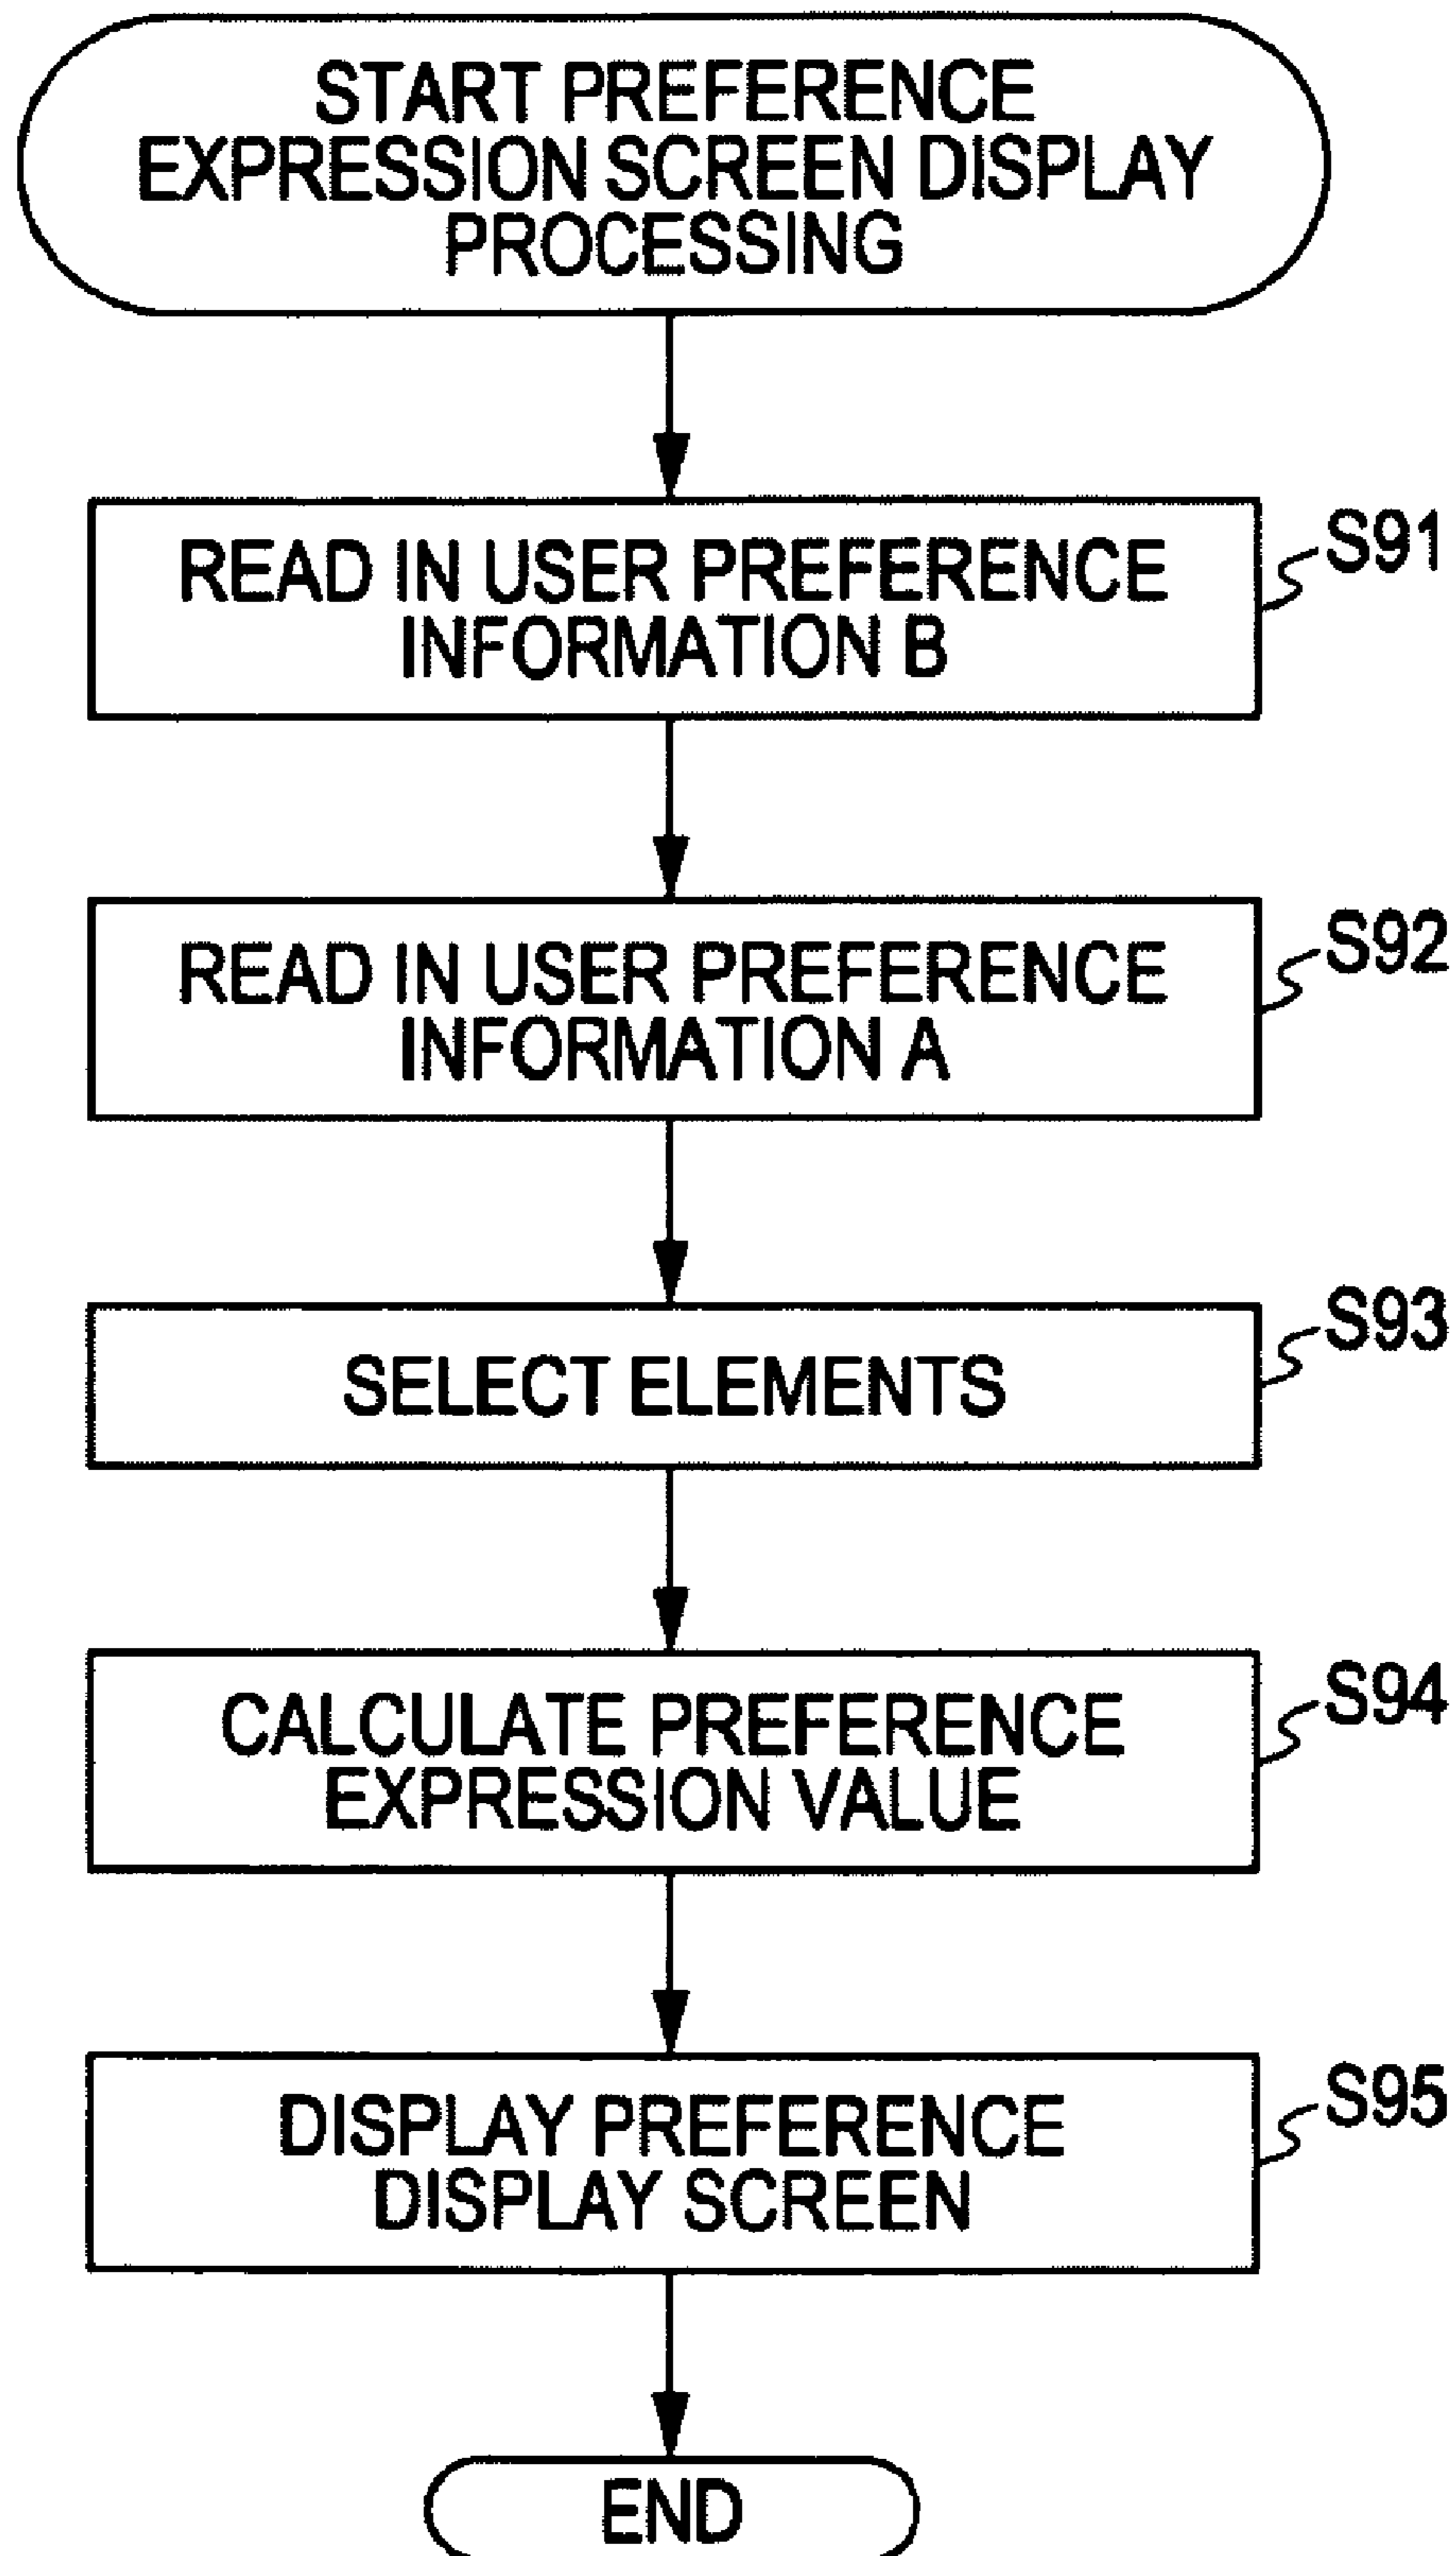 START PREFERENCE
EXPRESSION SCREEN DISPLAY
PROCESSING
READ IN USER PREFERENCE
INFORMATION B
S91
READ IN USER PREFERENCE
INFORMATION A
S92
SELECT ELEMENTS
S93
CALCULATE PREFERENCE
EXPRESSION VALUE
S94
DISPLAY PREFERENCE
DISPLAY SCREEN
S95
END